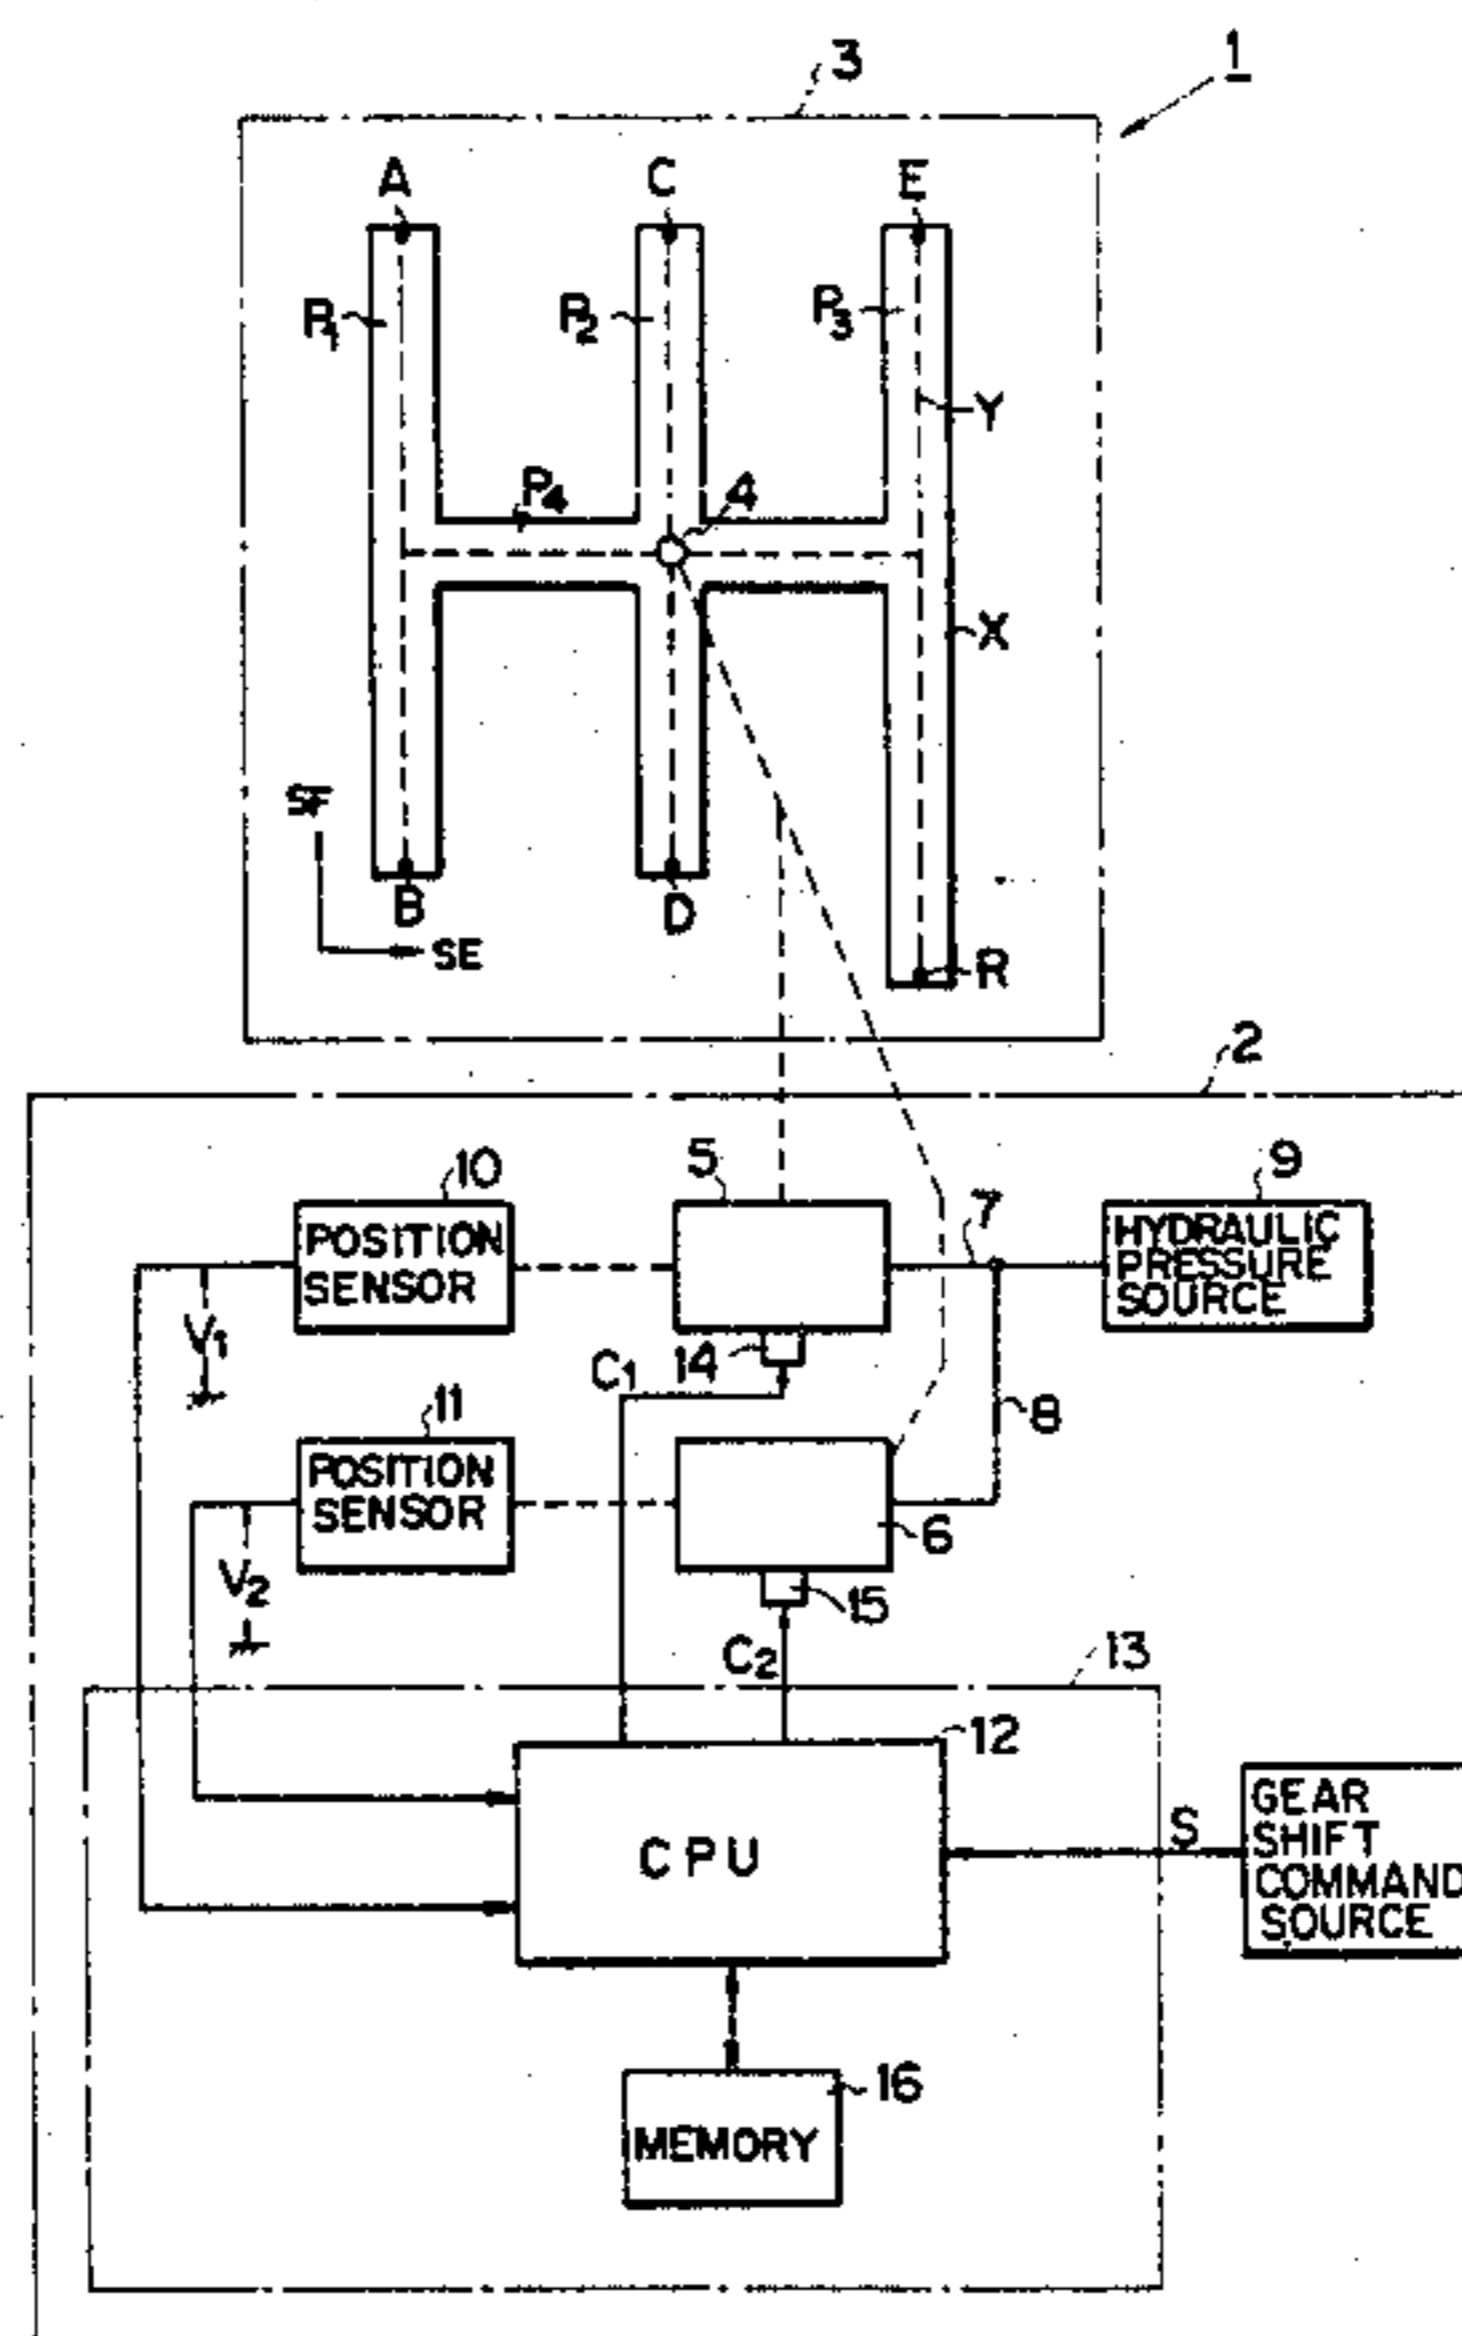 1
3
A
C
E
P1
P2
P3
Y
P4
4
X
SF
B
D
SE
R
2
10
5
9
POSITION
SENSOR
7
HYDRAULIC
PRESSURE
SOURCE
V1
C1
14
11
8
POSITION
SENSOR
6
V2
15
C2
13
12
CPU
S
GEAR
SHIFT
COMMAND
SOURCE
16
MEMORY